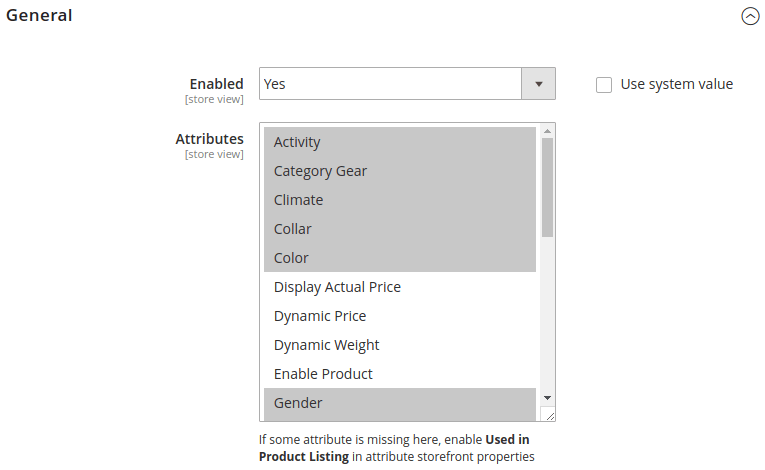 General
Enabled
[store view]
Yes
Use system value
Attributes
[store view]
Activity
Category Gear
Climate
Collar
Color
Display Actual Price
Dynamic Price
Dynamic Weight
Enable Product
Gender
If some attribute is missing here, enable Used in
Product Listing in attribute storefront properties